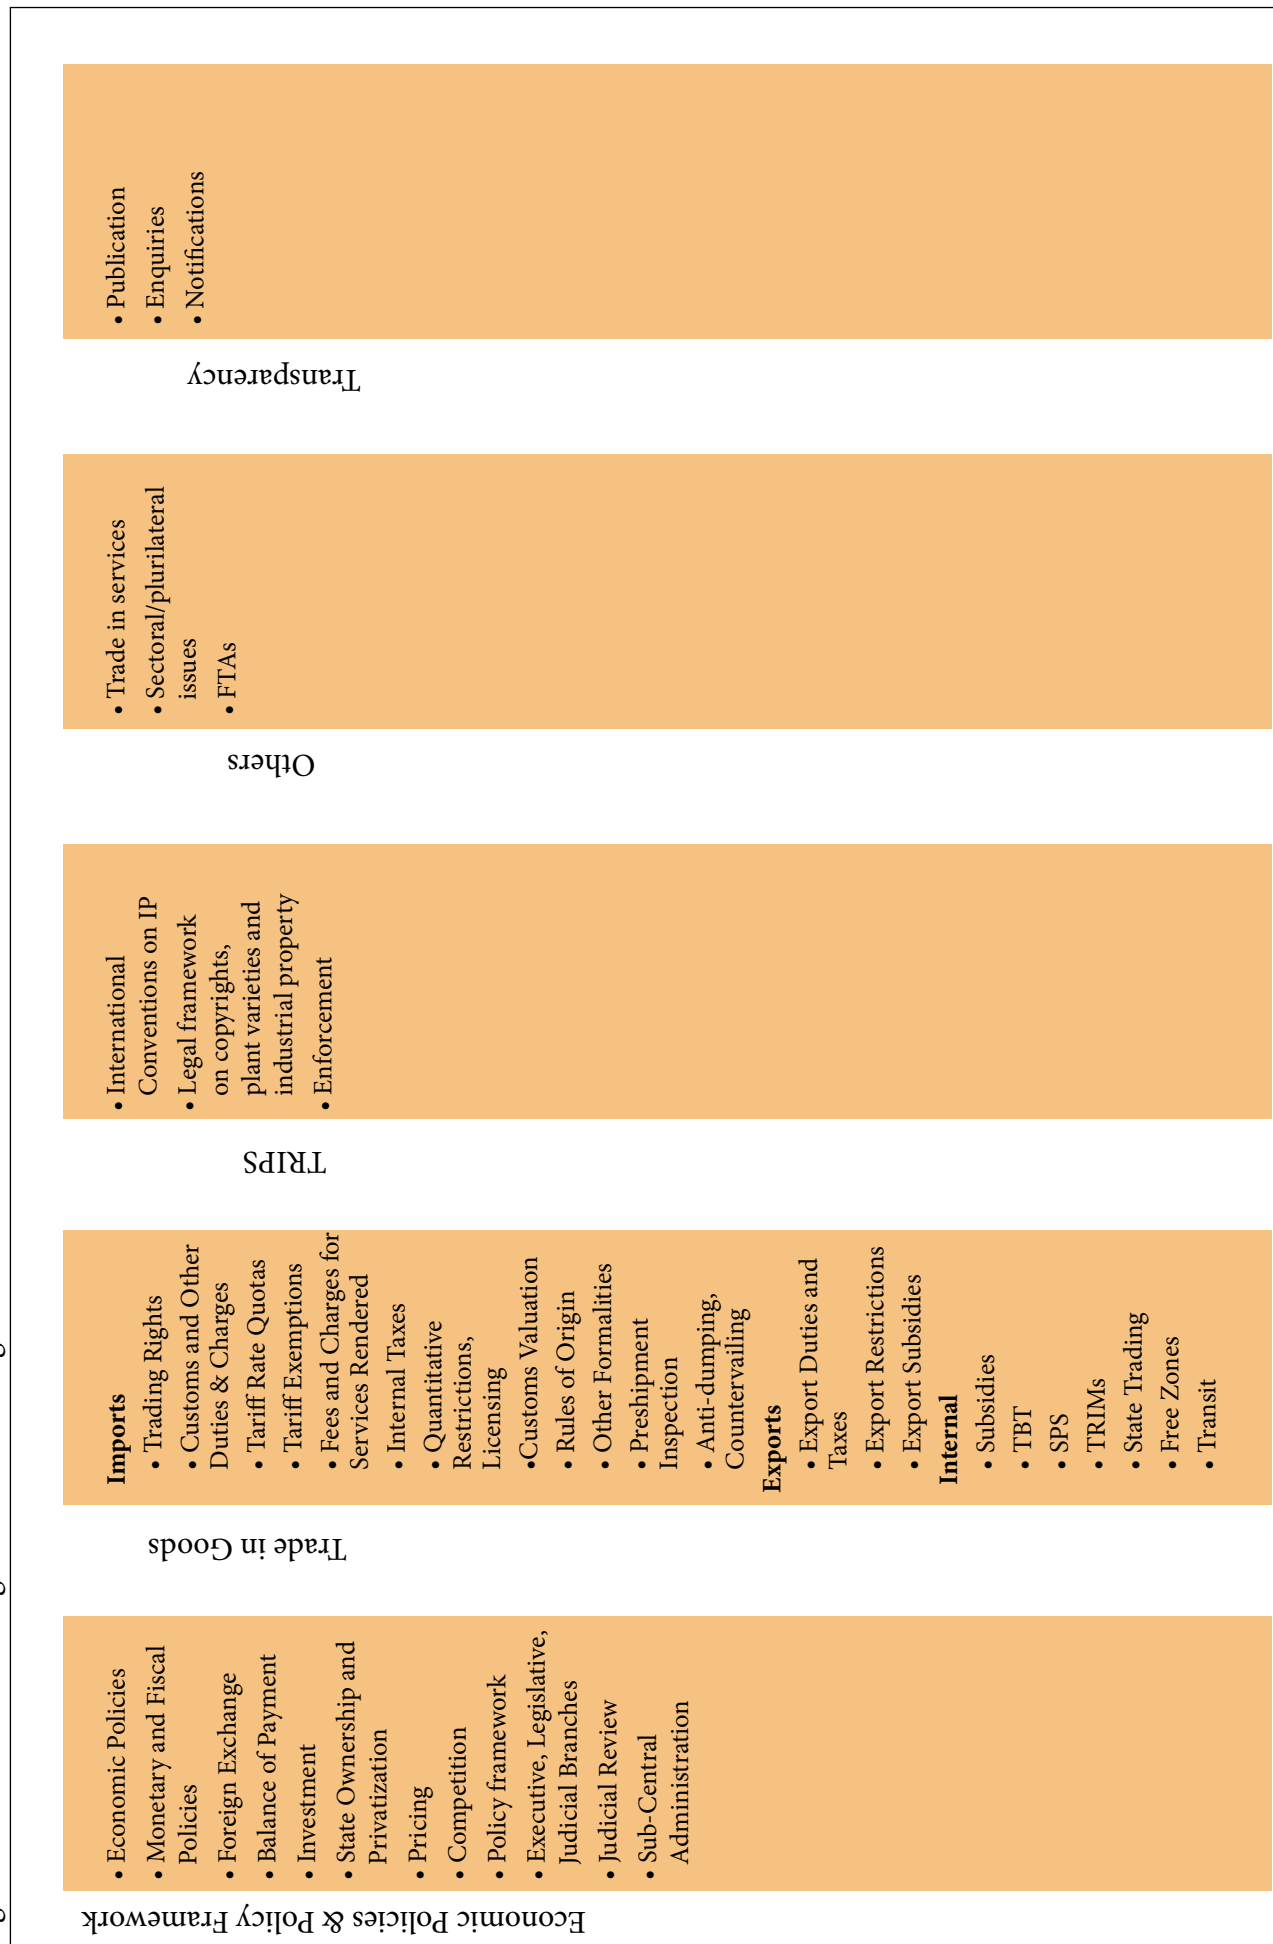 Economic Policies & Policy Framework
• Economic Policies
• Monetary and Fiscal
Policies
• Foreign Exchange
• Balance of Payment
• Investment
• State Ownership and
Privatization
• Pricing
• Competition
• Policy framework
• Executive, Legislative,
Judicial Branches
• Judicial Review
• Sub-Central
Administration
Trade in Goods
Imports
• Trading Rights
• Customs and Other
Duties & Charges
• Tariff Rate Quotas
• Tariff Exemptions
• Fees and Charges for
Services Rendered
• Internal Taxes
• Quantitative
Restrictions,
Licensing
•Customs Valuation
• Rules of Origin
• Other Formalities
• Preshipment
Inspection
• Anti-dumping,
Countervailing
Exports
• Export Duties and
Taxes
• Export Restrictions
• Export Subsidies
Internal
• Subsidies
• TBT
• SPS
• TRIMs
• State Trading
• Free Zones
• Transit
TRIPS
• International
Conventions on IP
• Legal framework
on copyrights,
plant varieties and
industrial property
• Enforcement
Others
• Trade in services
• Sectoral/plurilateral
issues
• FTAs
Transparency
• Publication
• Enquiries
• Notifications